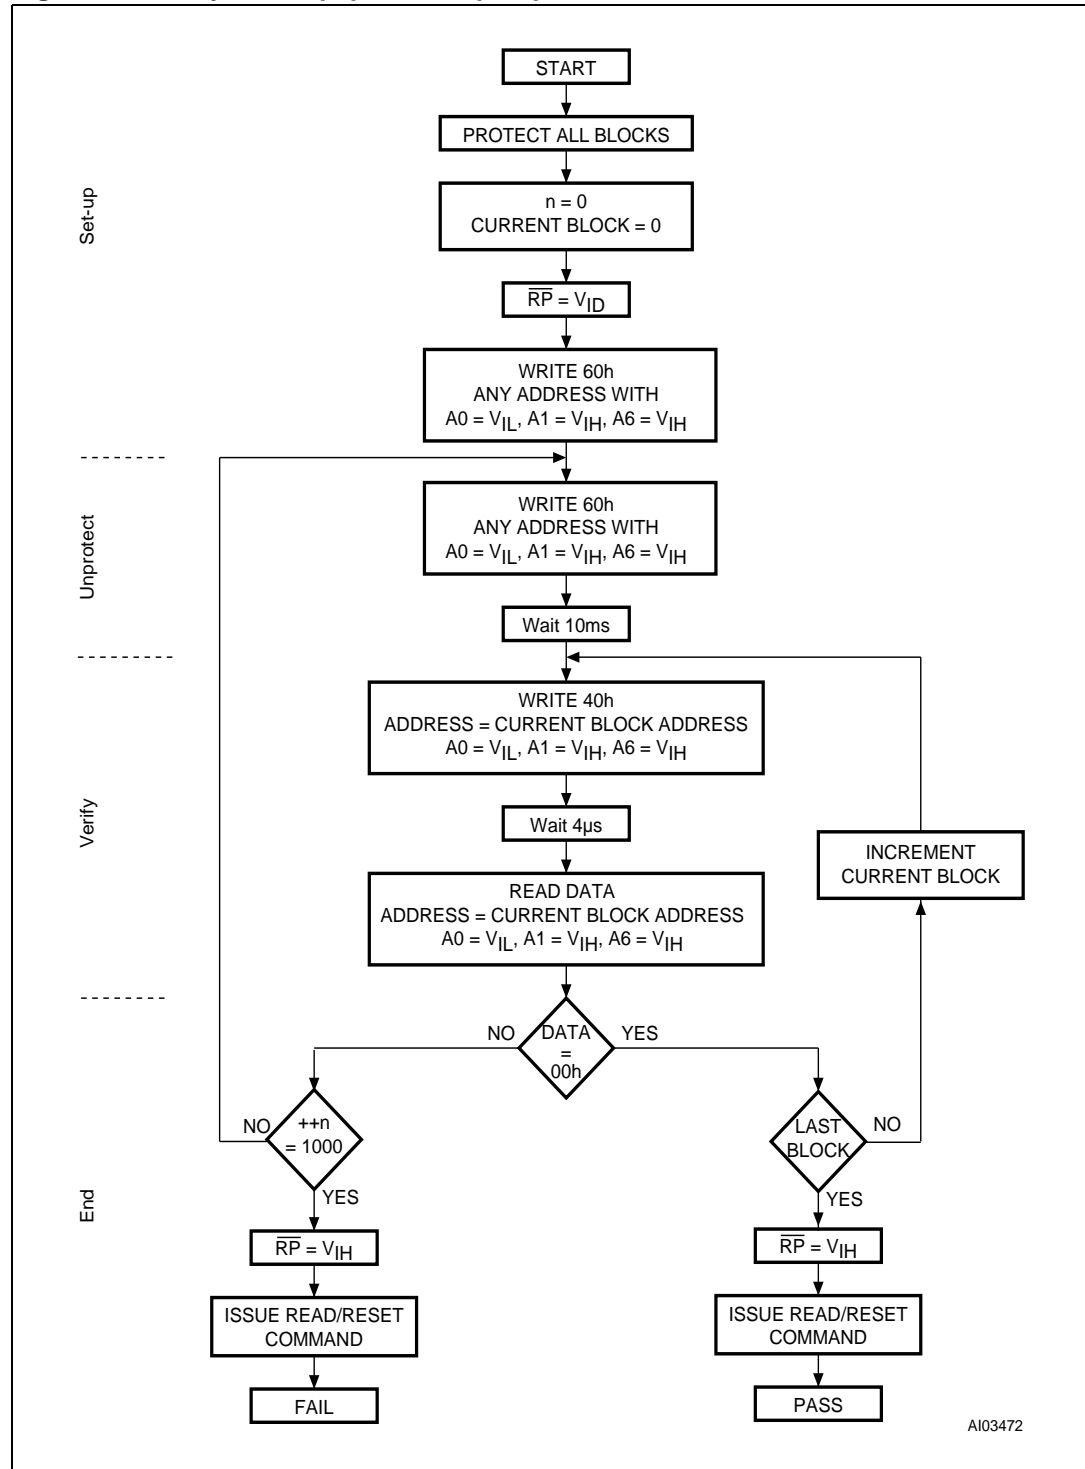 START
PROTECT ALL BLOCKS
n = 0
CURRENT BLOCK = 0
Set-up
R̅P̅ = VID
WRITE 60h
ANY ADDRESS WITH
A0 = VIL, A1 = VIH, A6 = VIH
WRITE 60h
ANY ADDRESS WITH
A0 = VIL, A1 = VIH, A6 = VIH
Unprotect
Wait 10ms
WRITE 40h
ADDRESS = CURRENT BLOCK ADDRESS
A0 = VIL, A1 = VIH, A6 = VIH
Verify
Wait 4µs
INCREMENT
CURRENT BLOCK
READ DATA
ADDRESS = CURRENT BLOCK ADDRESS
A0 = VIL, A1 = VIH, A6 = VIH
NO
DATA
=
00h
YES
NO
++n
= 1000
YES
LAST
BLOCK
NO
YES
End
R̅P̅ = VIH
R̅P̅ = VIH
ISSUE READ/RESET
COMMAND
ISSUE READ/RESET
COMMAND
FAIL
PASS
AI03472